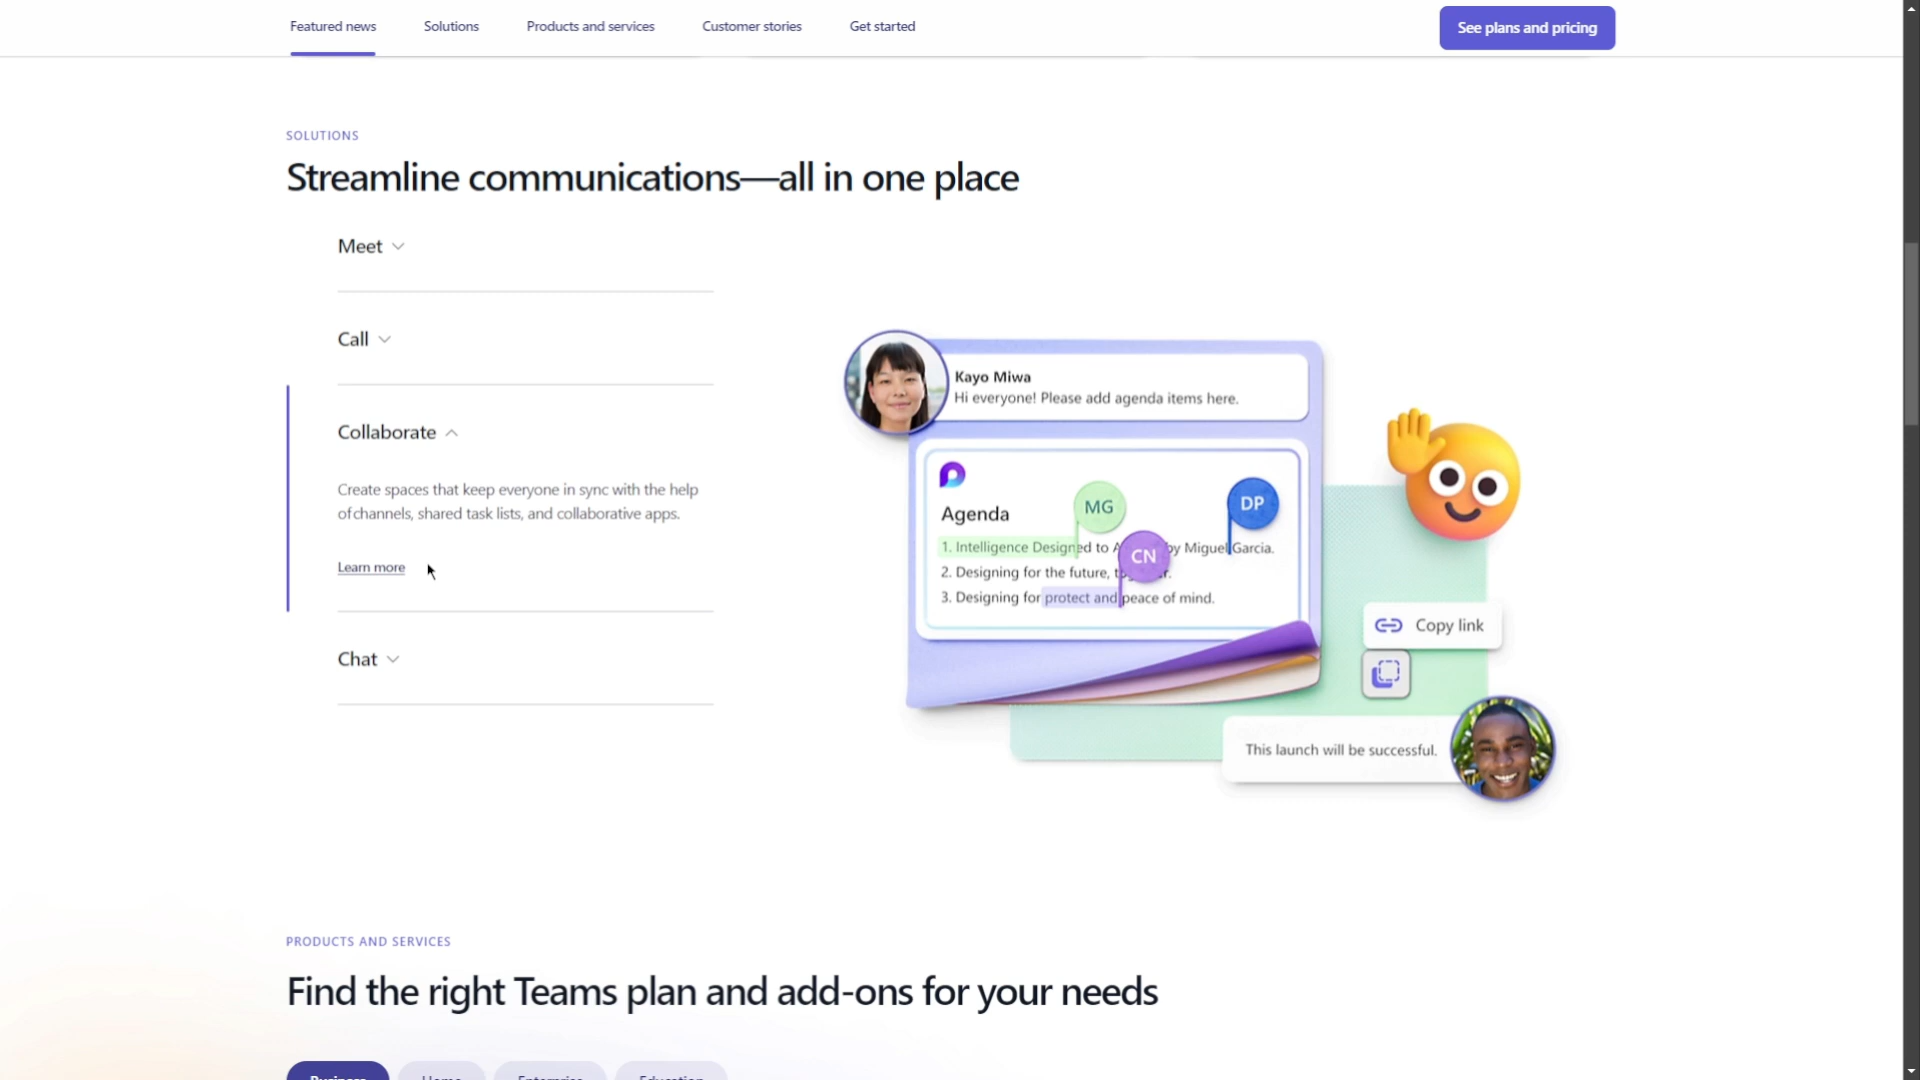 Featured news
Solutions
Products and services
Customer stories
Get started
See plans and pricing
SOLUTIONS
Streamline communications—all in one place
Meet
Call
Collaborate
Create spaces that keep everyone in sync with the help
of channels, shared task lists, and collaborative apps.
Learn more
Chat
Kayo Miwa
Hi everyone! Please add agenda items here.
Agenda
MG
DP
CN
1. Intelligence Designed to by Miguel Garcia.
2. Designing for the future,
3. Designing for protect and peace of mind.
Copy link
This launch will be successful.
PRODUCTS AND SERVICES
Find the right Teams plan and add-ons for your needs
Business
Home
Enterprise
Education